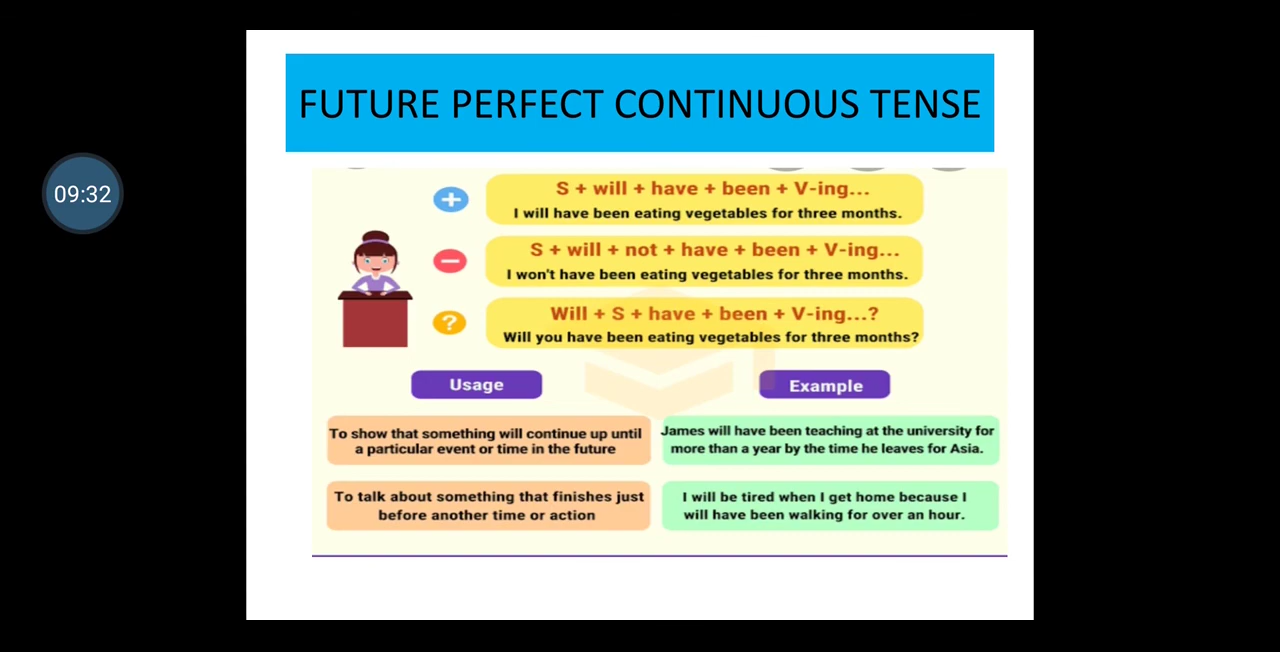 FUTURE PERFECT CONTINUOUS TENSE
09:32
+ S + will + have + been + V-ing...
I will have been eating vegetables for three months.
− S + will + not + have + been + V-ing...
I won't have been eating vegetables for three months.
? Will + S + have + been + V-ing...?
Will you have been eating vegetables for three months?
Usage
Example
To show that something will continue up until
a particular event or time in the future
James will have been teaching at the university for
more than a year by the time he leaves for Asia.
To talk about something that finishes just
before another time or action
I will be tired when I get home because I
will have been walking for over an hour.